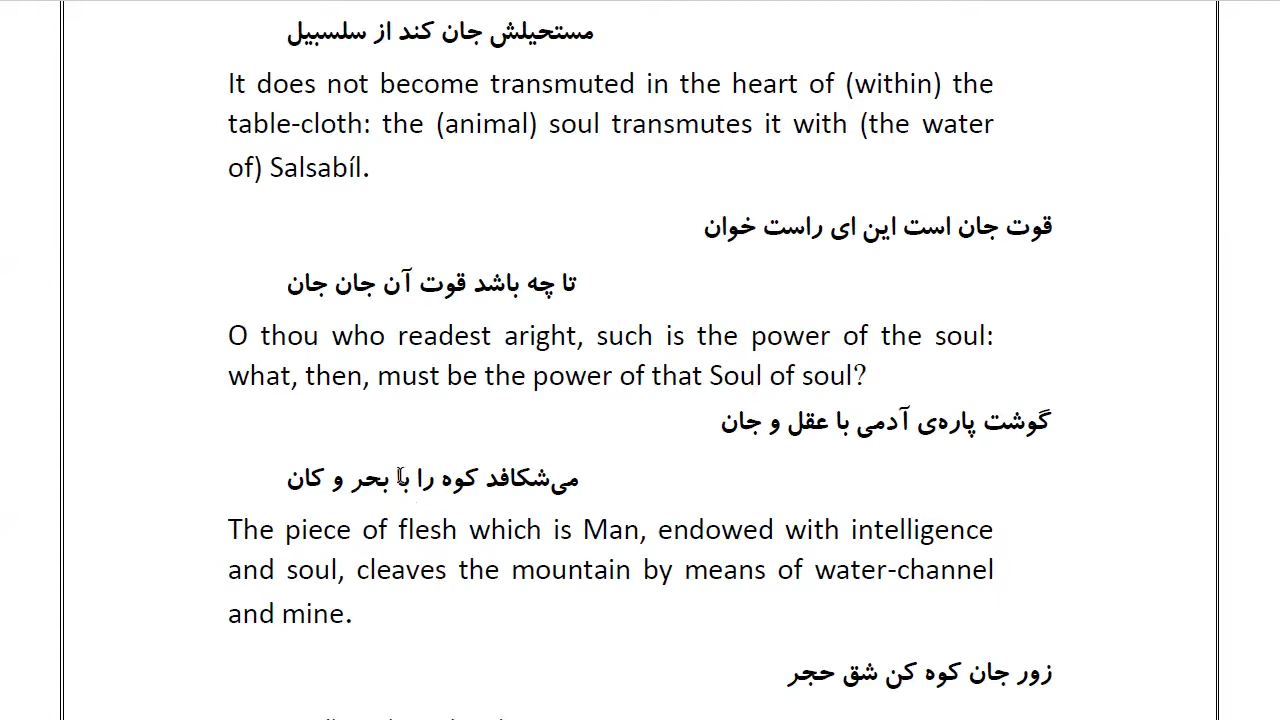 مستحیلش جان کند از سلسبیل
It does not become transmuted in the heart of (within) the
table-cloth: the (animal) soul transmutes it with (the water
of) Salsabíl.
قوت جان است این ای راست خوان
تا چه باشد قوت آن جان جان
O thou who readest aright, such is the power of the soul:
what, then, must be the power of that Soul of soul?
گوشت پاره‌ی آدمی با عقل و جان
می‌شکافد کوه را با بحر و کان
The piece of flesh which is Man, endowed with intelligence
and soul, cleaves the mountain by means of water-channel
and mine.
زور جان کوه کن شق حجر